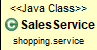 <<Java Class>>
C SalesService
shopping.service